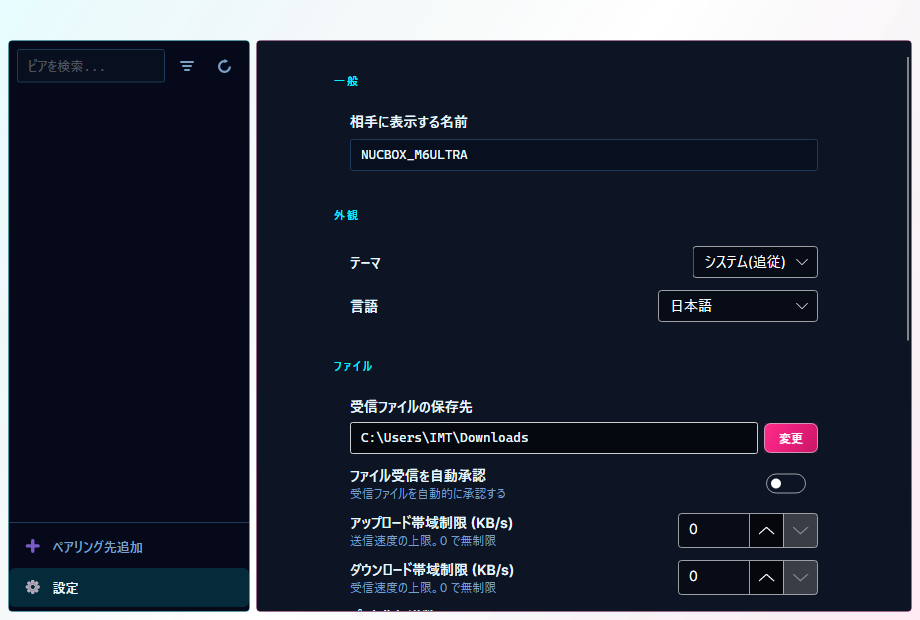 ピアを検索...
ペアリング先追加
設定
一般
相手に表示する名前
NUCBOX_M6ULTRA
外観
テーマ
システム(追従)
言語
日本語
ファイル
受信ファイルの保存先
C:\Users\IMT\Downloads
変更
ファイル受信を自動承認
受信ファイルを自動的に承認する
アップロード帯域制限 (KB/s)
送信速度の上限。0 で無制限
0
ダウンロード帯域制限 (KB/s)
受信速度の上限。0 で無制限
0